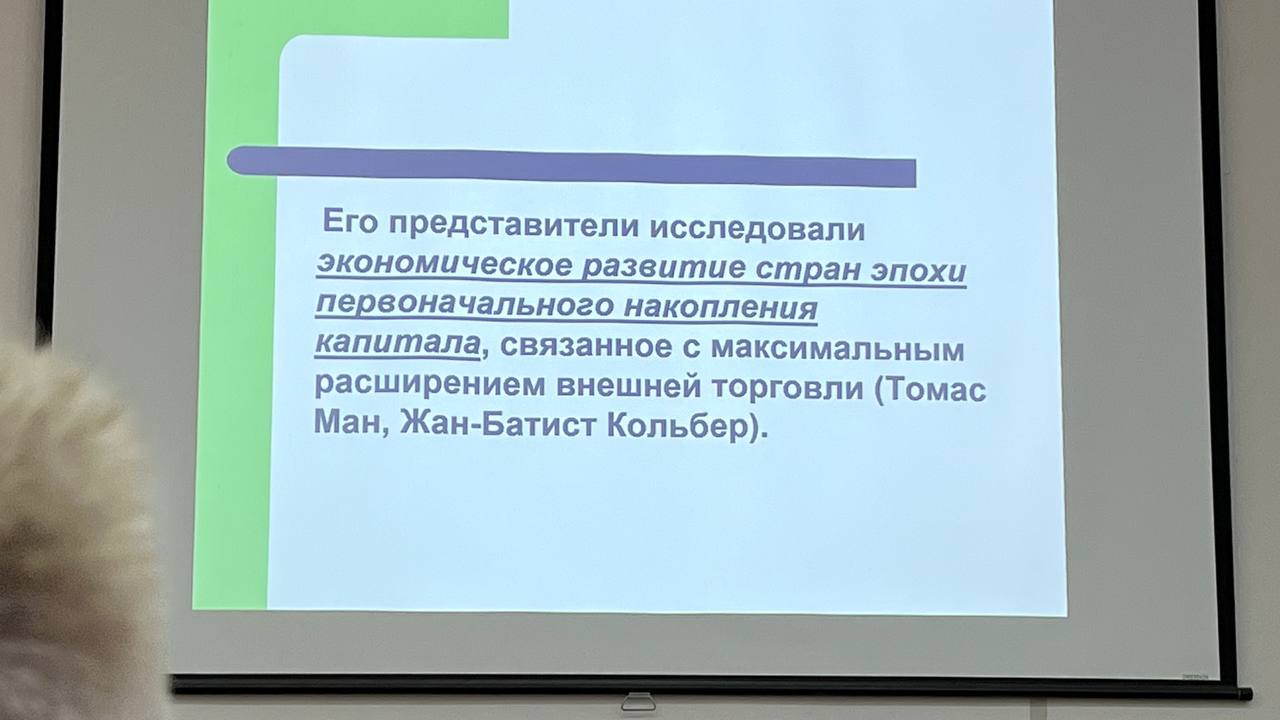 Его представители исследовали
экономическое развитие стран эпохи
первоначального накопления
капитала, связанное с максимальным
расширением внешней торговли (Томас
Ман, Жан-Батист Кольбер).